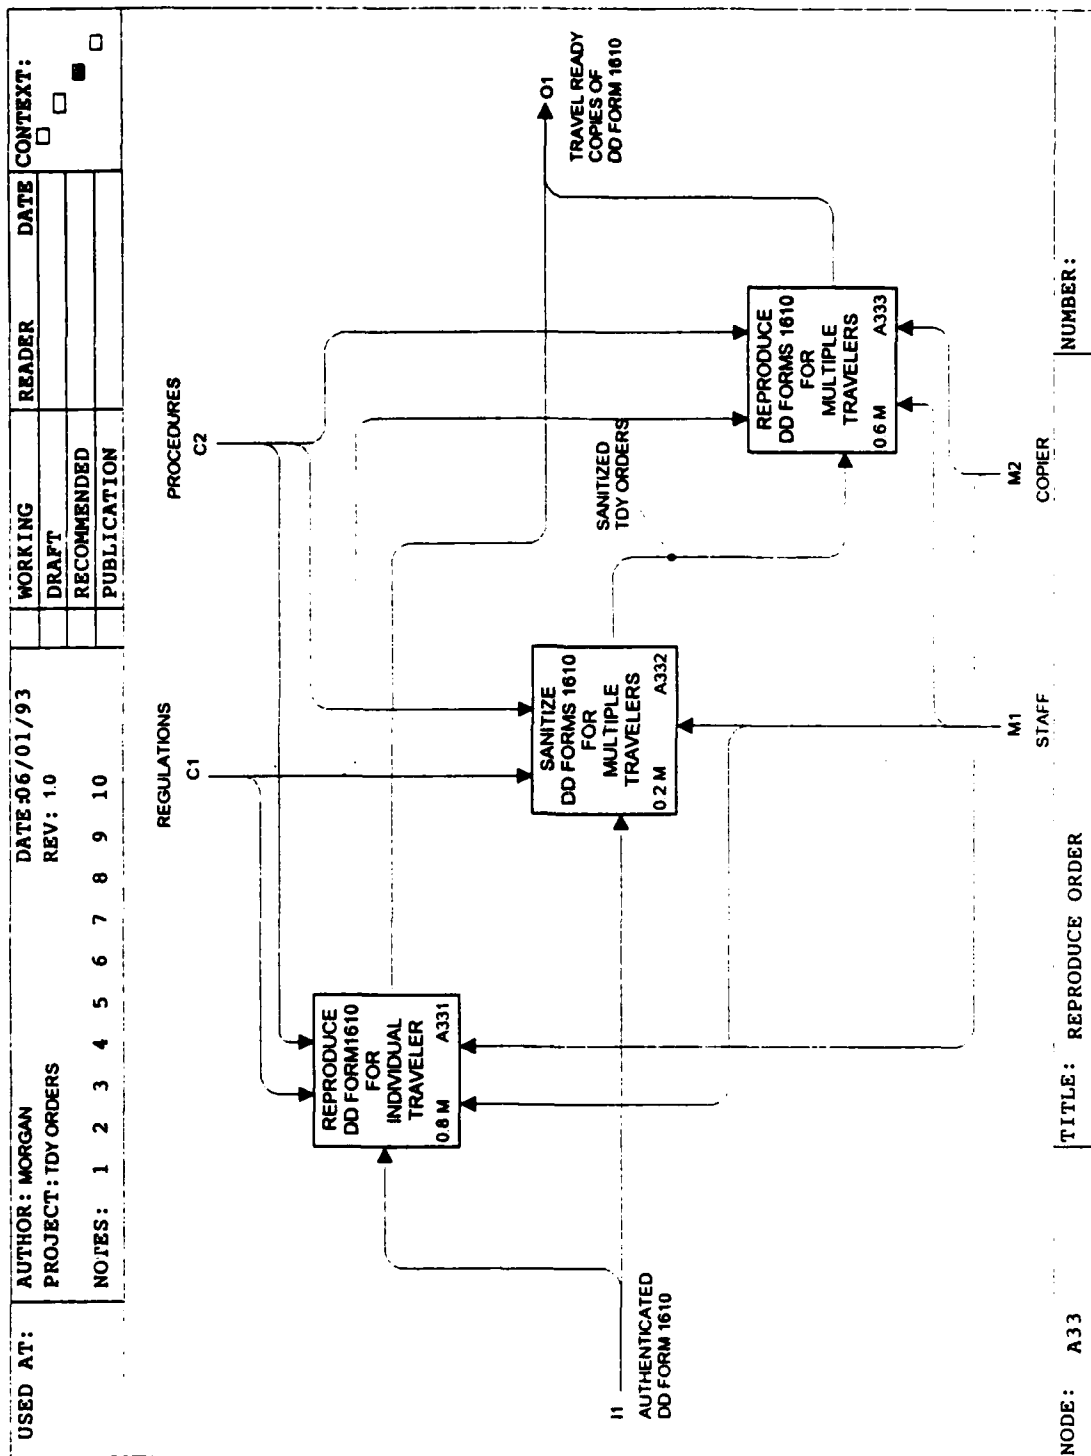 USED AT:
AUTHOR: MORGAN
PROJECT: TDY ORDERS
DATE:06/01/93
REV: 1.0
NOTES: 1 2 3 4 5 6 7 8 9 10
WORKING
DRAFT
RECOMMENDED
PUBLICATION
READER
DATE
CONTEXT:
REGULATIONS
C1
PROCEDURES
C2
REPRODUCE
DD FORM1610
FOR
INDIVIDUAL
TRAVELER
0.8 M A331
SANITIZE
DD FORMS 1610
FOR
MULTIPLE
TRAVELERS
0 2 M A332
SANITIZED
TDY ORDERS
REPRODUCE
DD FORMS 1610
FOR
MULTIPLE
TRAVELERS
0 6 M A333
O1
TRAVEL READY
COPIES OF
DD FORM 1610
I1
AUTHENTICATED
DD FORM 1610
M1
STAFF
M2
COPIER
NODE: A33
TITLE: REPRODUCE ORDER
NUMBER: